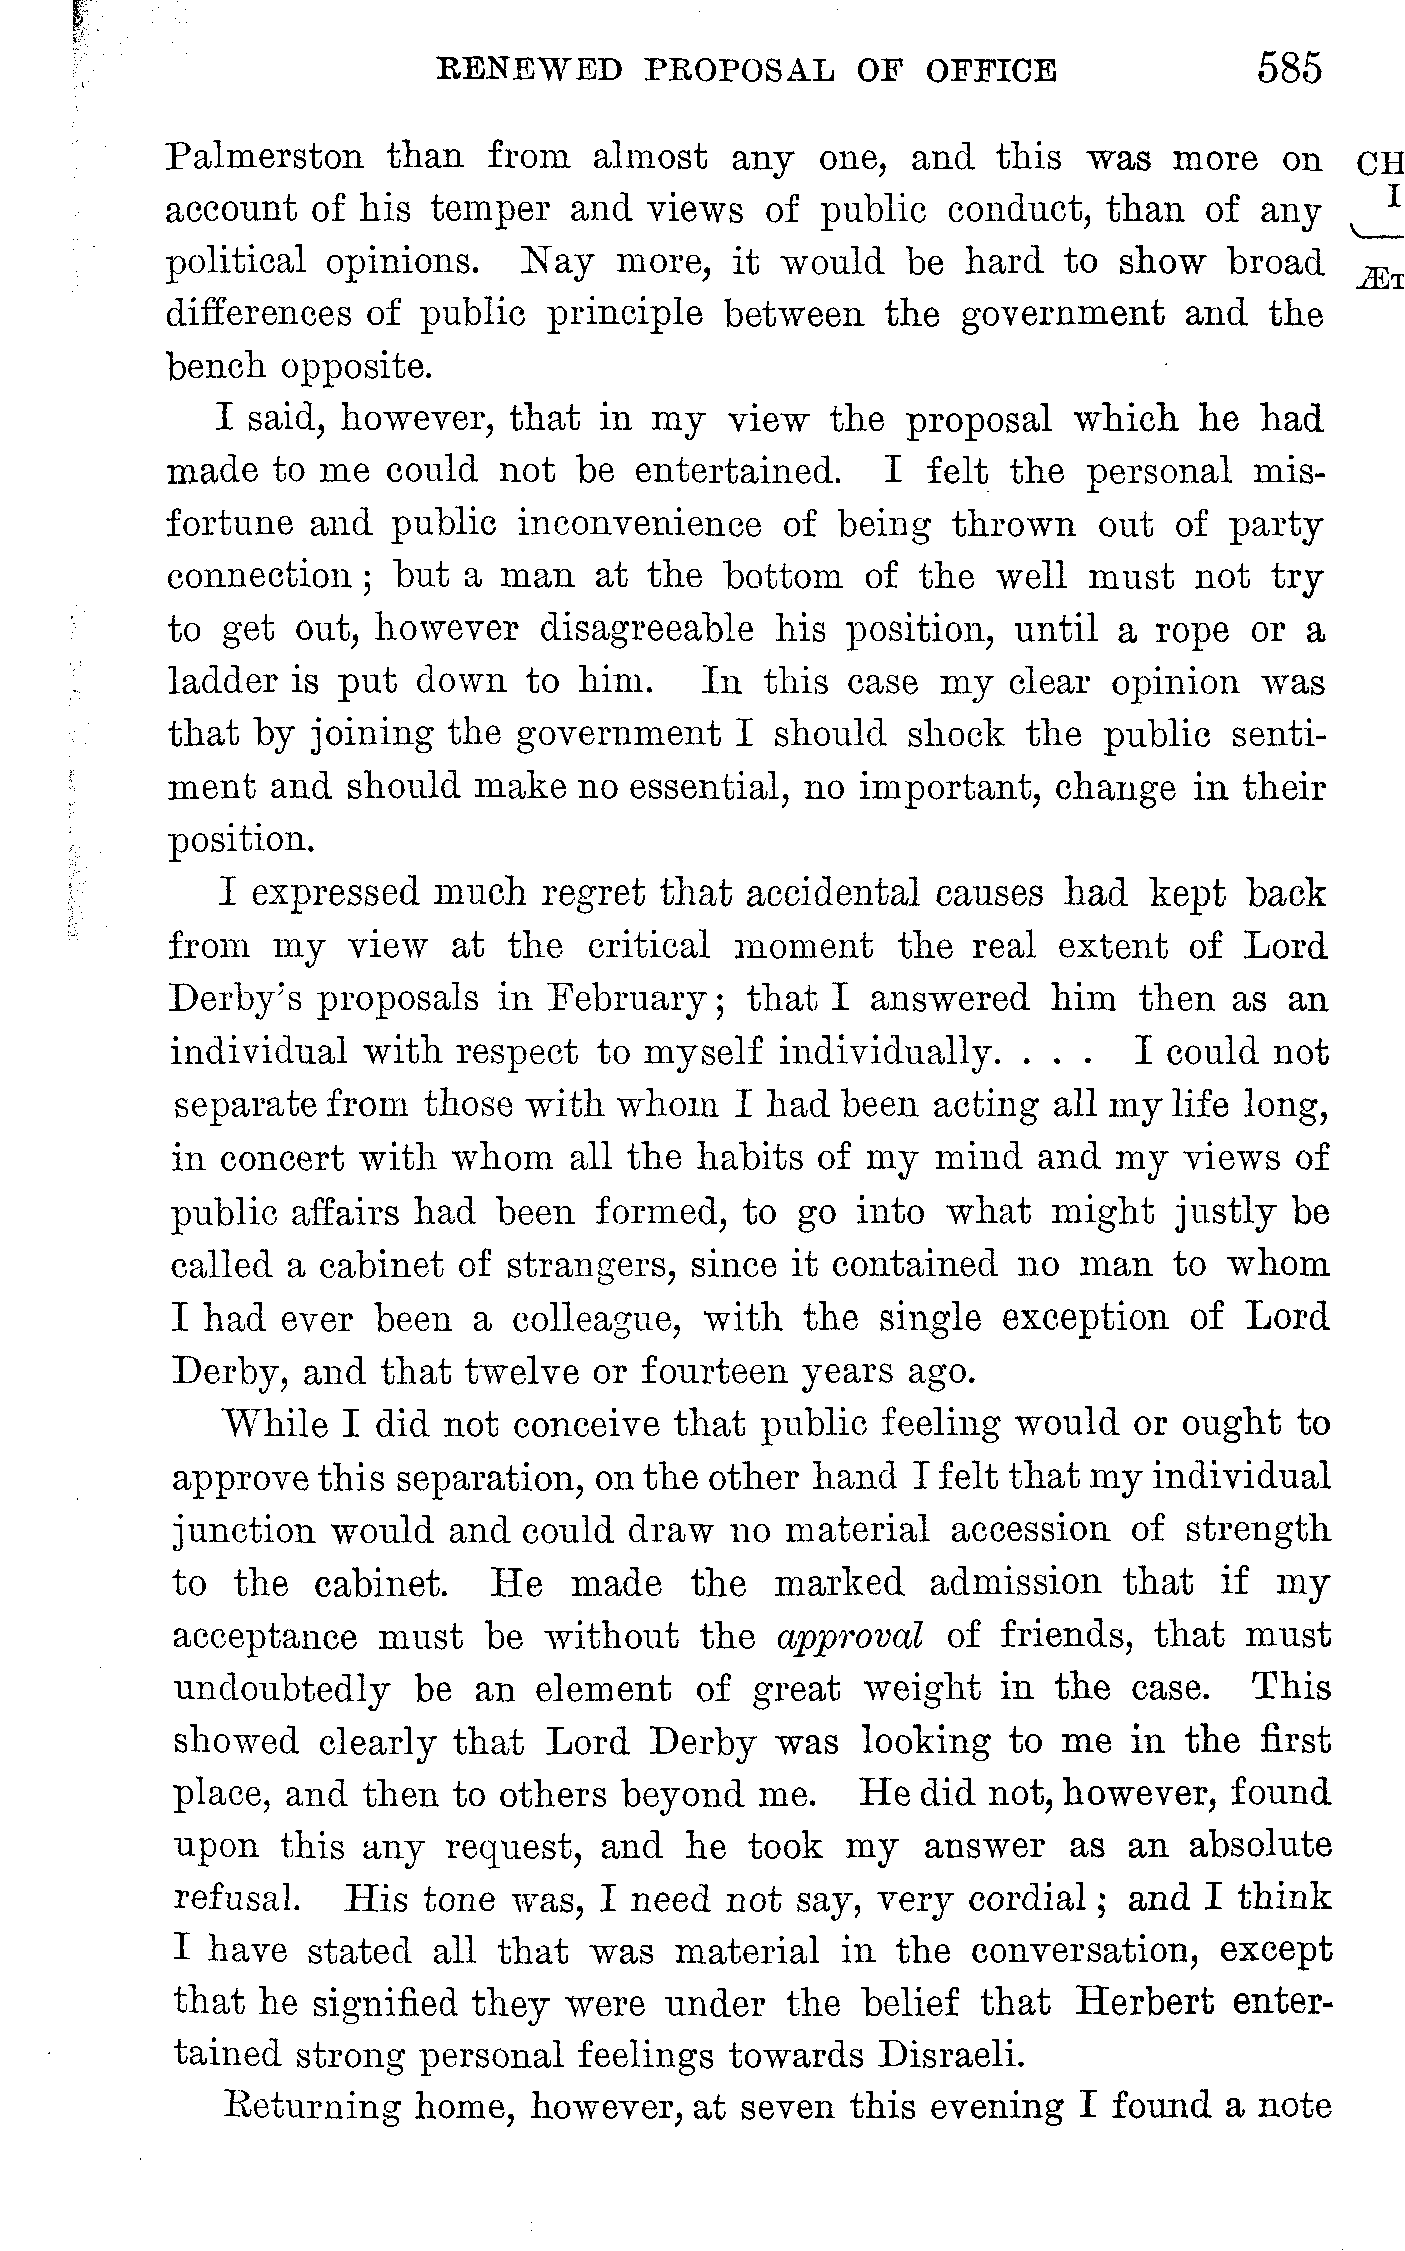 RENEWED PROPOSAL OF OFFICE 585
Palmerston than from almost any one, and this was more on
account of his temper and views of public conduct, than of any
political opinions. Nay more, it would be hard to show broad
differences of public principle between the government and the
bench opposite.
I said, however, that in my view the proposal which he had
made to me could not be entertained. I felt the personal mis-
fortune and public inconvenience of being thrown out of party
connection; but a man at the bottom of the well must not try
to get out, however disagreeable his position, until a rope or a
ladder is put down to him. In this case my clear opinion was
that by joining the government I should shock the public senti-
ment and should make no essential, no important, change in their
position.
I expressed much regret that accidental causes had kept back
from my view at the critical moment the real extent of Lord
Derby's proposals in February; that I answered him then as an
individual with respect to myself individually. . . . I could not
separate from those with whom I had been acting all my life long,
in concert with whom all the habits of my mind and my views of
public affairs had been formed, to go into what might justly be
called a cabinet of strangers, since it contained no man to whom
I had ever been a colleague, with the single exception of Lord
Derby, and that twelve or fourteen years ago.
While I did not conceive that public feeling would or ought to
approve this separation, on the other hand I felt that my individual
junction would and could draw no material accession of strength
to the cabinet. He made the marked admission that if my
acceptance must be without the approval of friends, that must
undoubtedly be an element of great weight in the case. This
showed clearly that Lord Derby was looking to me in the first
place, and then to others beyond me. He did not, however, found
upon this any request, and he took my answer as an absolute
refusal. His tone was, I need not say, very cordial; and I think
I have stated all that was material in the conversation, except
that he signified they were under the belief that Herbert enter-
tained strong personal feelings towards Disraeli.
Returning home, however, at seven this evening I found a note
CH
I
ÆT